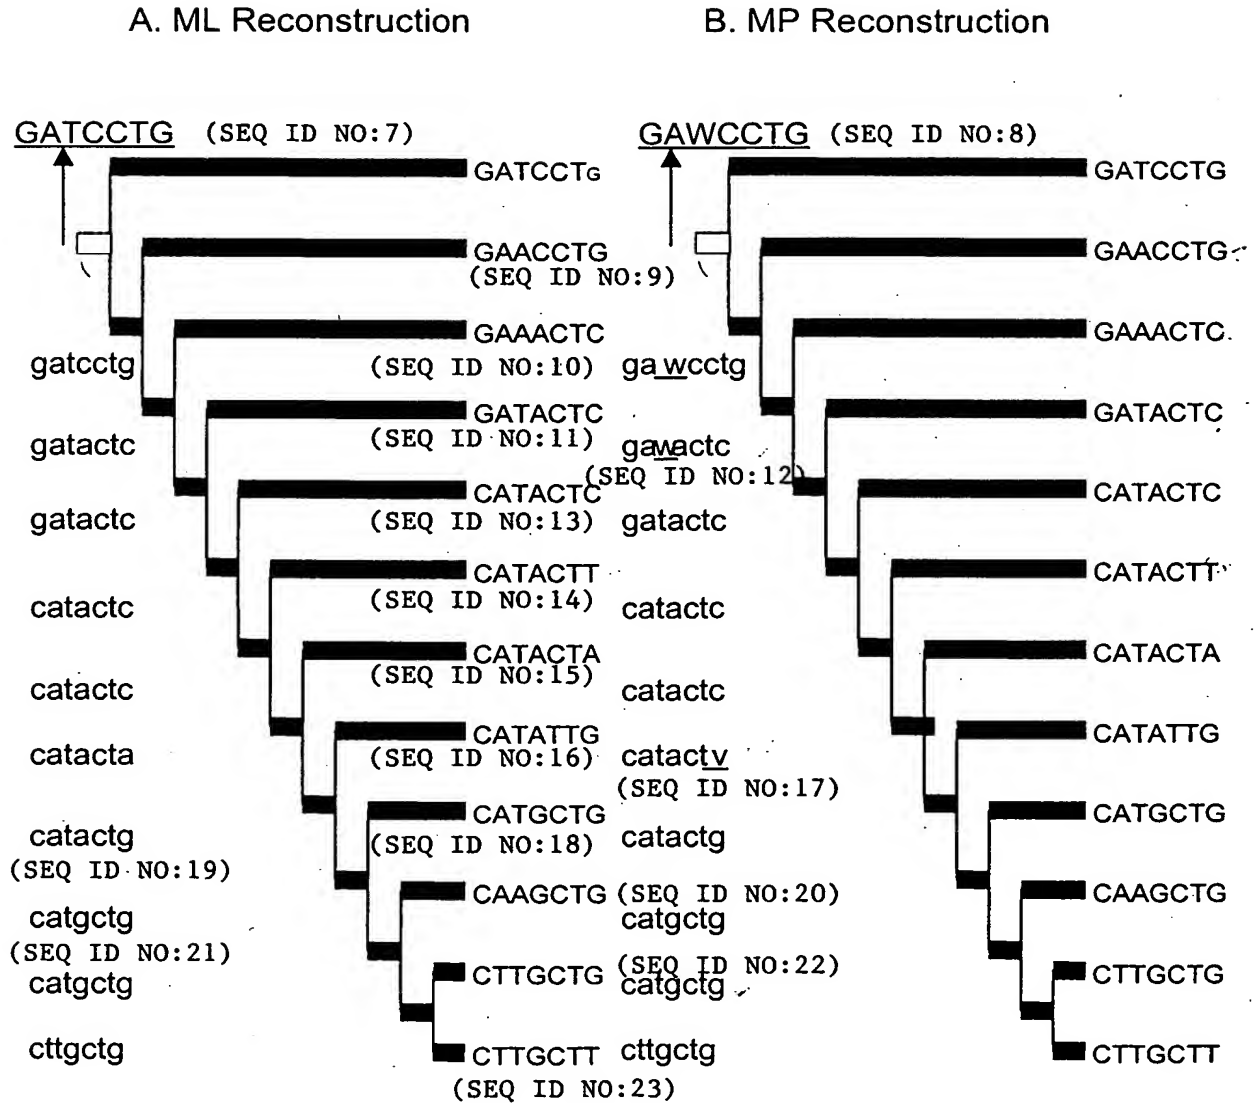 A. ML Reconstruction
GATCCTG (SEQ ID NO:7)
GATCCTG
GAACCTG
(SEQ ID NO:9)
GAAACTC
gatcctg
(SEQ ID NO:10)
GATACTC
(SEQ ID NO:11)
gatactc
CATACTC
(SEQ ID NO:13)
gatactc
CATACTT
(SEQ ID NO:14)
catactc
CATACTA
(SEQ ID NO:15)
catactc
CATATTG
(SEQ ID NO:16)
catacta
CATGCTG
(SEQ ID NO:18)
catactg
(SEQ ID NO:19)
CAAGCTG (SEQ ID NO:20)
catgctg
(SEQ ID NO:21)
CTTGCTG (SEQ ID NO:22)
catgctg
cttgctg
CTTGCTT
(SEQ ID NO:23)
B. MP Reconstruction
GAWCCTG (SEQ ID NO:8)
GATCCTG
GAACCTG
GAAACTC
gawcctg
GATACTC
gawactc
(SEQ ID NO:12)
CATACTC
gatactc
CATACTT
catactc
CATACTA
catactc
CATATTG
catactv
(SEQ ID NO:17)
CATGCTG
catactg
CAAGCTG
catgctg
CTTGCTG
catgctg
cttgctg
CTTGCTT